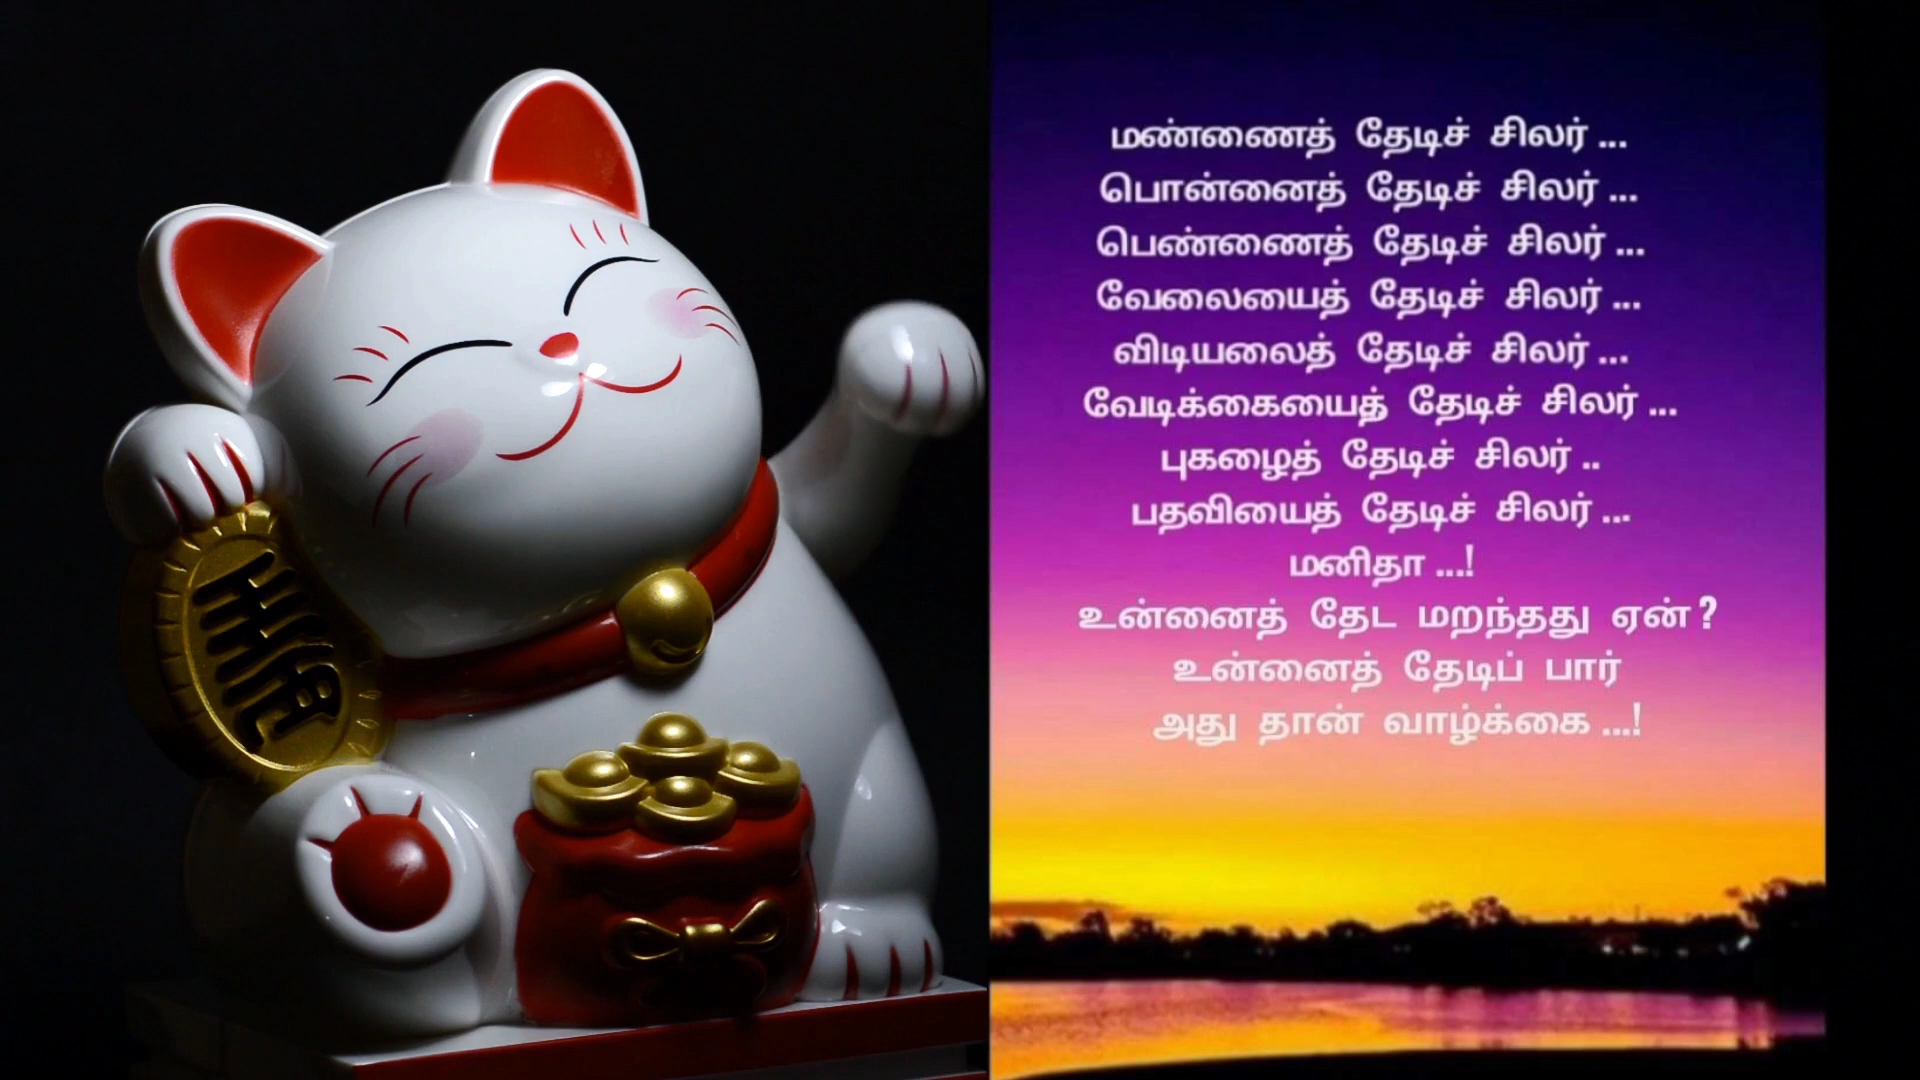 மண்ணைத் தேடிச் சிலர் ...
பொன்னைத் தேடிச் சிலர் ...
பெண்ணைத் தேடிச் சிலர் ...
வேலையைத் தேடிச் சிலர் ...
விடியலைத் தேடிச் சிலர் ...
வேடிக்கையைத் தேடிச் சிலர் ...
புகழைத் தேடிச் சிலர் ..
பதவியைத் தேடிச் சிலர் ...
மனிதா ...!
உன்னைத் தேட மறந்தது ஏன் ?
உன்னைத் தேடிப் பார்
அது தான் வாழ்க்கை ...!